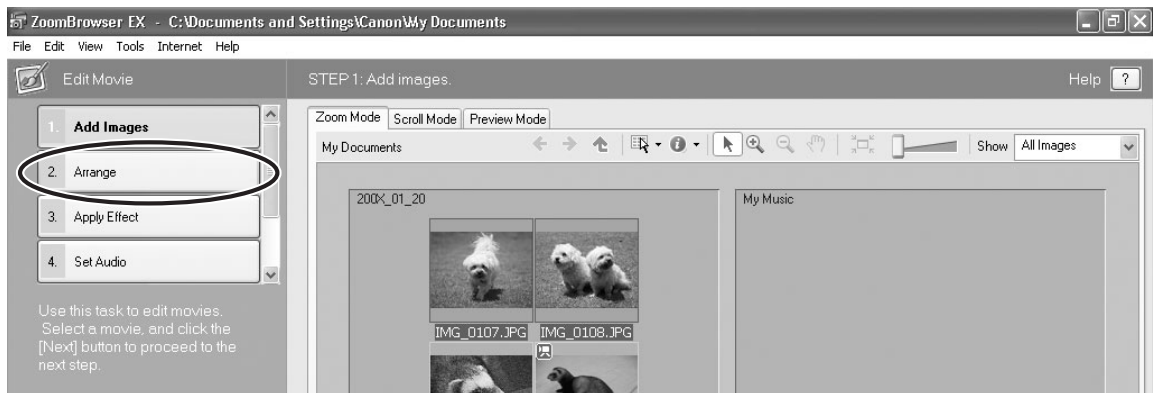 ZoomBrowser EX - C:\Documents and Settings\Canon\My Documents
File Edit View Tools Internet Help
Edit Movie
STEP 1: Add images.
Help ?
1. Add Images
2. Arrange
3. Apply Effect
4. Set Audio
Use this task to edit movies.
Select a movie, and click the
[Next] button to proceed to the
next step.
Zoom Mode Scroll Mode Preview Mode
My Documents
Show All Images
200X_01_20
My Music
IMG_0107.JPG IMG_0108.JPG